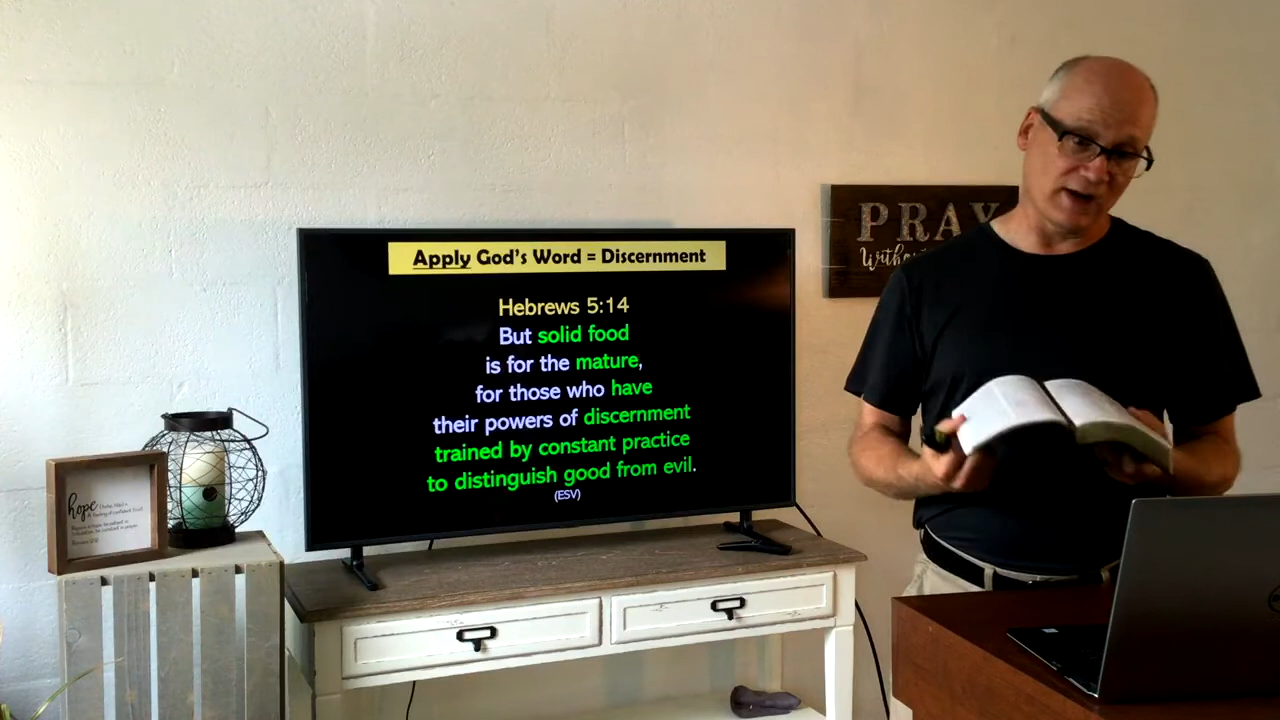 Apply God's Word = Discernment
Hebrews 5:14
But solid food
is for the mature,
for those who have
their powers of discernment
trained by constant practice
to distinguish good from evil.
(ESV)
PRAY
hope